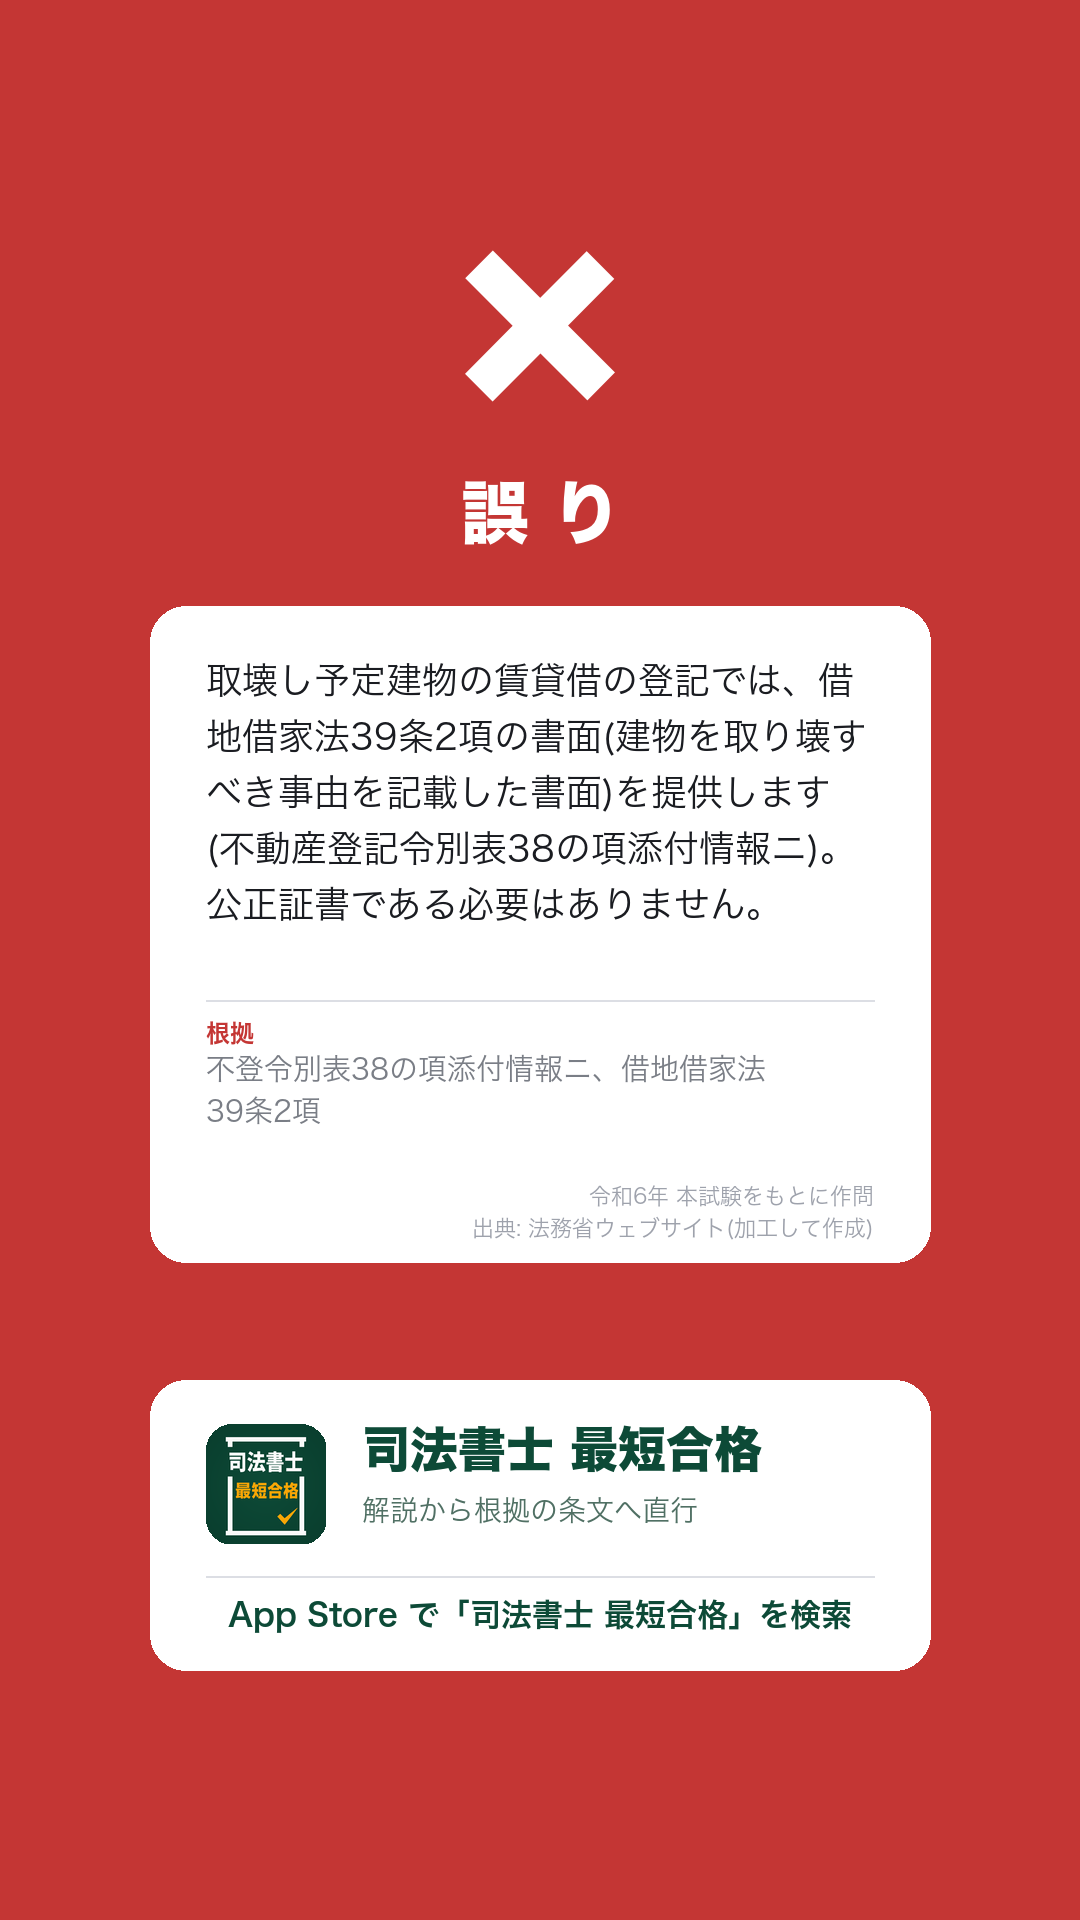 誤り
取壊し予定建物の賃貸借の登記では、借
地借家法39条2項の書面(建物を取り壊す
べき事由を記載した書面)を提供します
(不動産登記令別表38の項添付情報ニ)。
公正証書である必要はありません。
根拠
不登令別表38の項添付情報ニ、借地借家法
39条2項
令和6年 本試験をもとに作問
出典: 法務省ウェブサイト(加工して作成)
司法書士
最短合格
司法書士 最短合格
解説から根拠の条文へ直行
App Store で「司法書士 最短合格」を検索